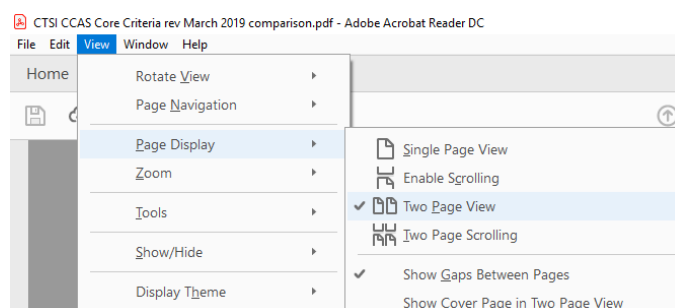 CTSI CCAS Core Criteria rev March 2019 comparison.pdf - Adobe Acrobat Reader DC
File Edit View Window Help
Home
Rotate View
Page Navigation
Page Display
Zoom
Tools
Show/Hide
Display Theme
Single Page View
Enable Scrolling
Two Page View
Two Page Scrolling
Show Gaps Between Pages
Show Cover Page in Two Page View